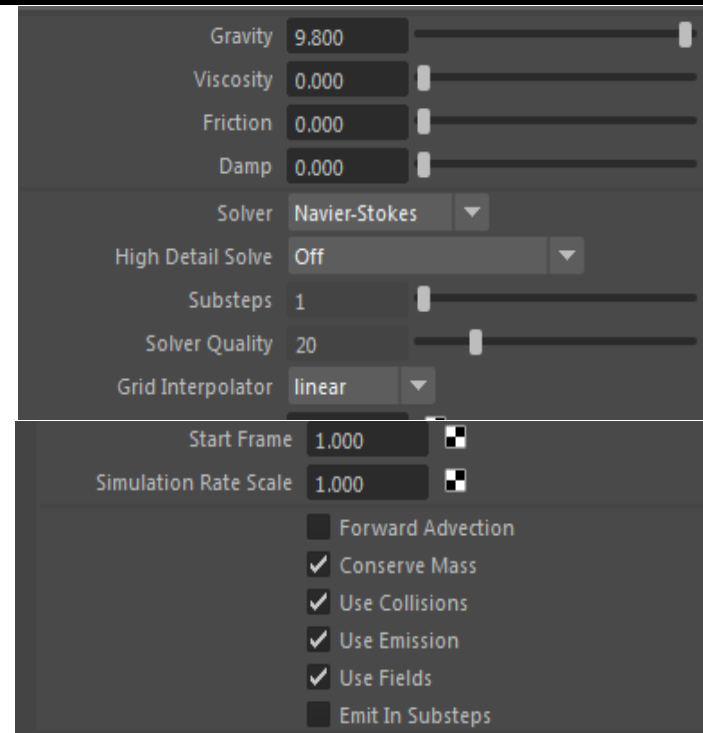 Gravity 9.800
Viscosity 0.000
Friction 0.000
Damp 0.000
Solver Navier-Stokes
High Detail Solve Off
Substeps 1
Solver Quality 20
Grid Interpolator linear
Start Frame 1.000
Simulation Rate Scale 1.000
Forward Advection
Conserve Mass
Use Collisions
Use Emission
Use Fields
Emit In Substeps